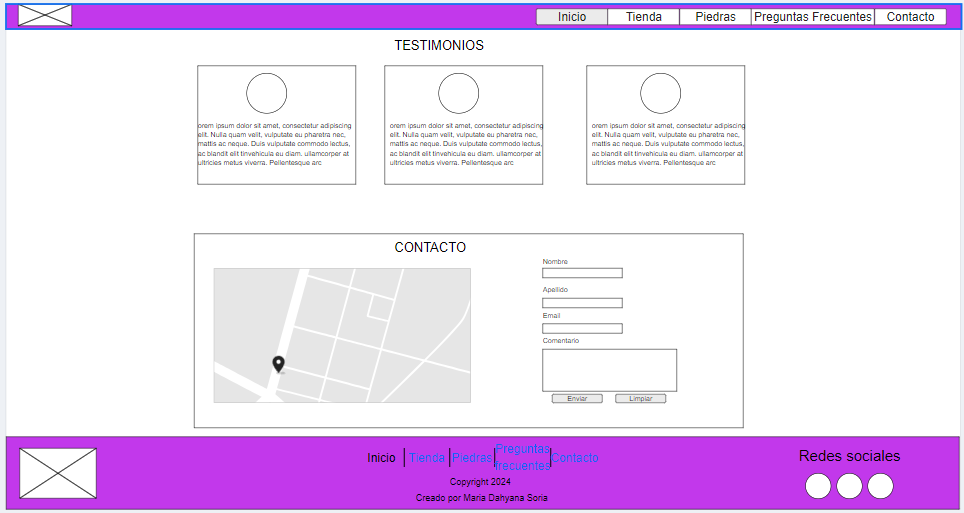 Inicio
Tienda
Piedras
Preguntas Frecuentes
Contacto
TESTIMONIOS
orem ipsum dolor sit amet, consectetur adipiscing
elit. Nulla quam velit, vulputate eu pharetra nec,
mattis ac neque. Duis vulputate commodo lectus,
ac blandit elit tinvehicula eu diam. ullamcorper at
ultricies metus viverra. Pellentesque arc
orem ipsum dolor sit amet, consectetur adipiscing
elit. Nulla quam velit, vulputate eu pharetra nec,
mattis ac neque. Duis vulputate commodo lectus,
ac blandit elit tinvehicula eu diam. ullamcorper at
ultricies metus viverra. Pellentesque arc
orem ipsum dolor sit amet, consectetur adipiscing
elit. Nulla quam velit, vulputate eu pharetra nec,
mattis ac neque. Duis vulputate commodo lectus,
ac blandit elit tinvehicula eu diam. ullamcorper at
ultricies metus viverra. Pellentesque arc
CONTACTO
Nombre
Apellido
Email
Comentario
Enviar
Limpiar
Inicio
Tienda
Piedras
Preguntas
frecuentes
Contacto
Copyright 2024
Creado por Maria Dahyana Soria
Redes sociales